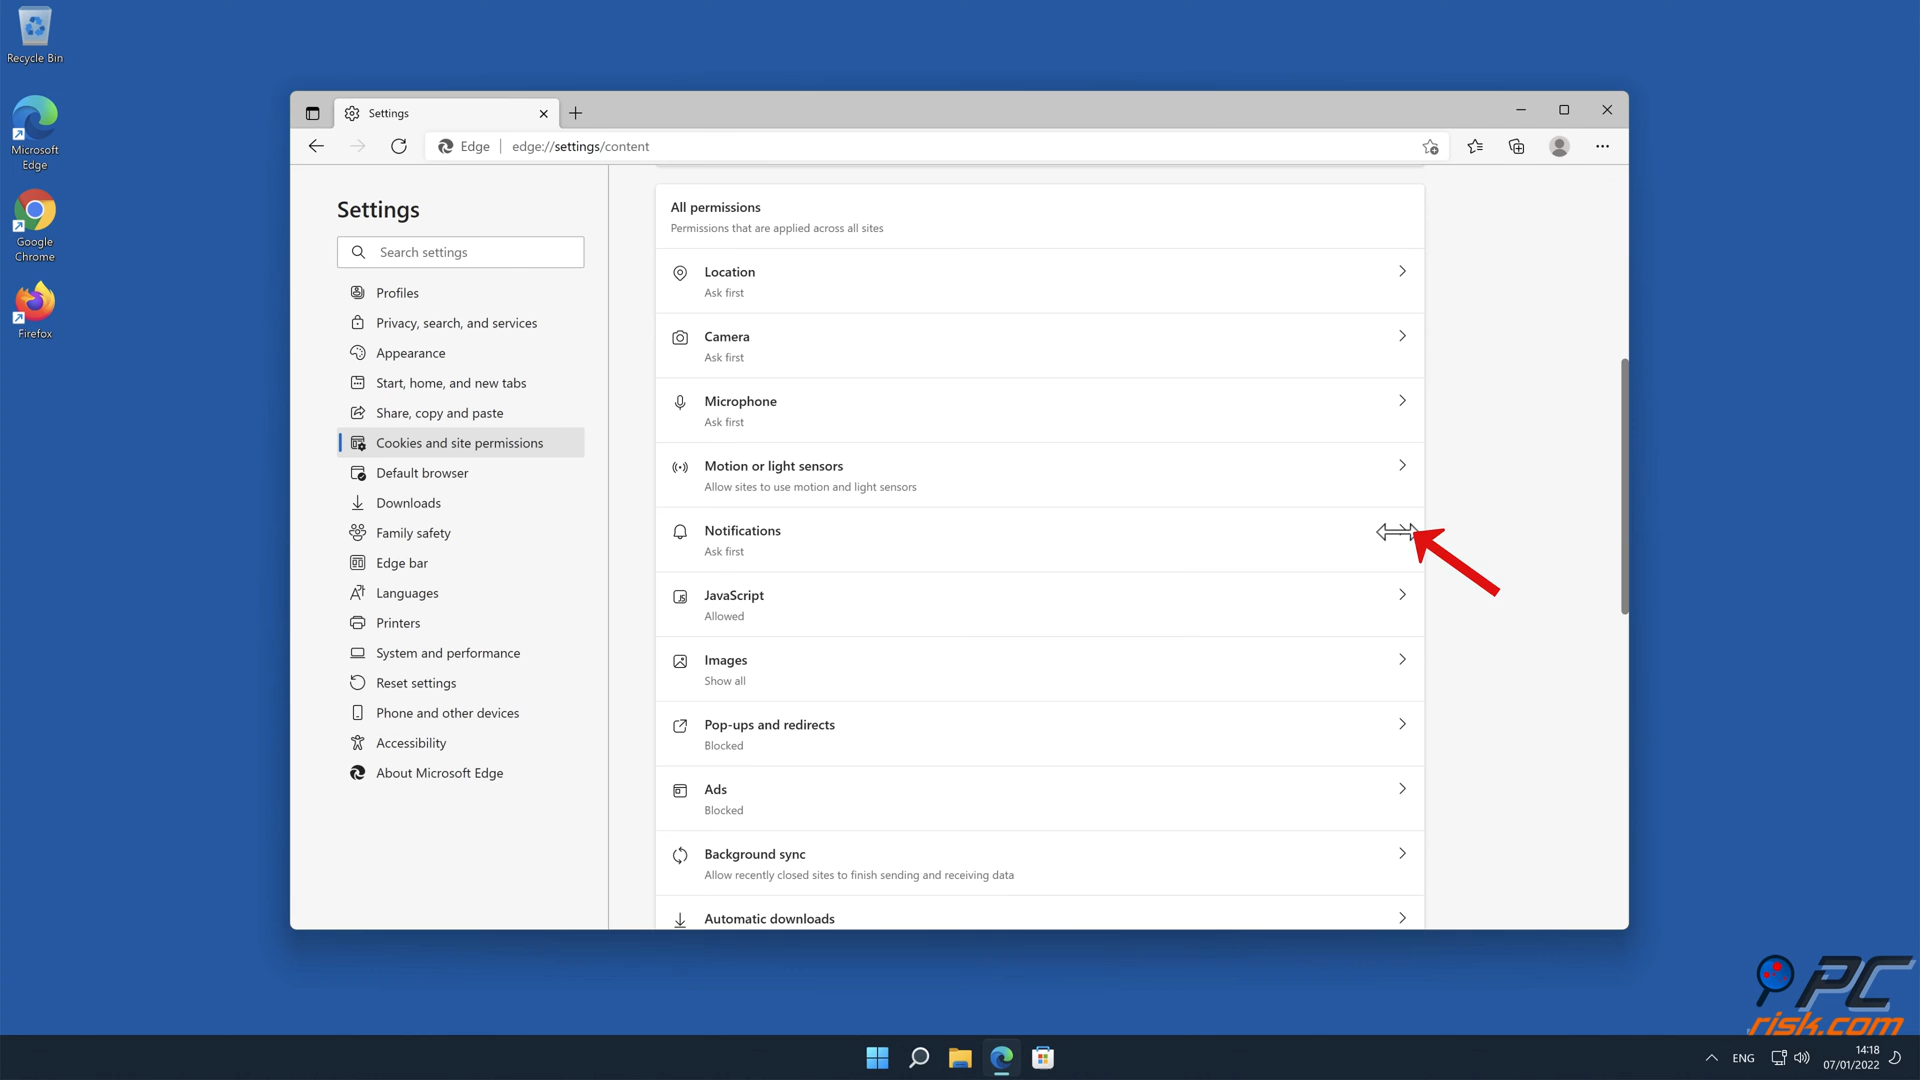 Recycle Bin
Microsoft
Edge
Google
Chrome
Firefox
Settings
Edge
edge://settings/content
Settings
Search settings
Profiles
Privacy, search, and services
Appearance
Start, home, and new tabs
Share, copy and paste
Cookies and site permissions
Default browser
Downloads
Family safety
Edge bar
Languages
Printers
System and performance
Reset settings
Phone and other devices
Accessibility
About Microsoft Edge
All permissions
Permissions that are applied across all sites
Location
Ask first
Camera
Ask first
Microphone
Ask first
Motion or light sensors
Allow sites to use motion and light sensors
Notifications
Ask first
JavaScript
Allowed
Images
Show all
Pop-ups and redirects
Blocked
Ads
Blocked
Background sync
Allow recently closed sites to finish sending and receiving data
Automatic downloads
PC
risk.com
ENG
14:18
07/01/2022